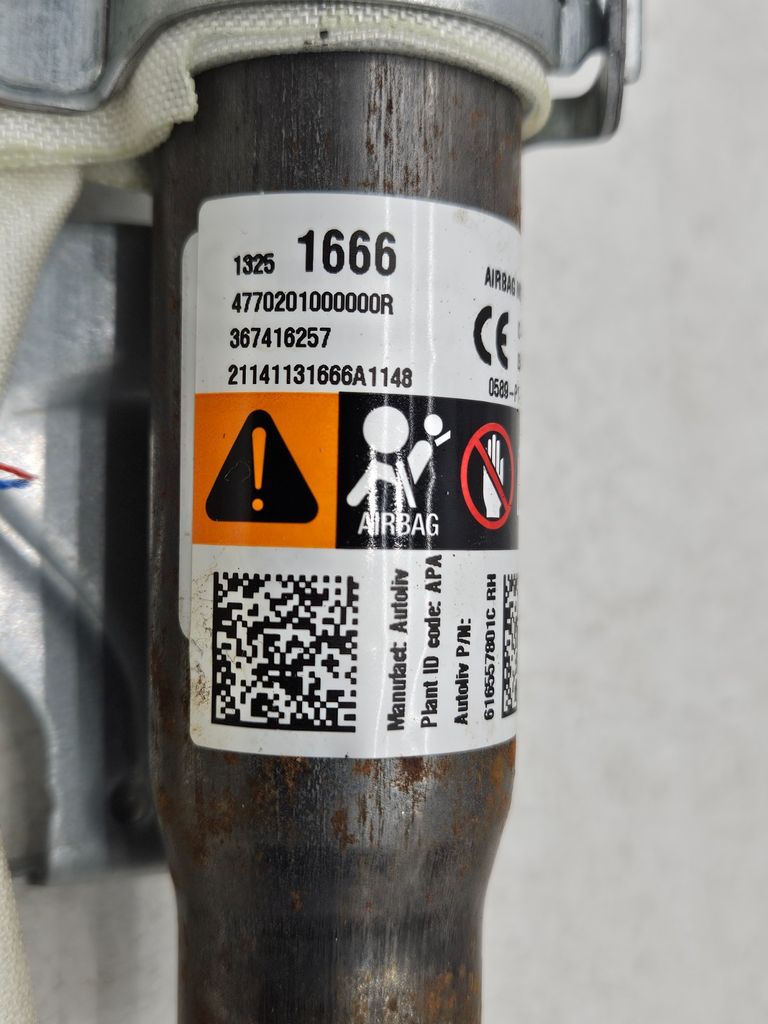 1325 1666
4770201000000R
367416257
21141131666A1148
AIRBAG
CE
0589-P
AIRBAG
Manufact: Autoliv
Plant ID code: APA
Autoliv P/N:
616557801C RH